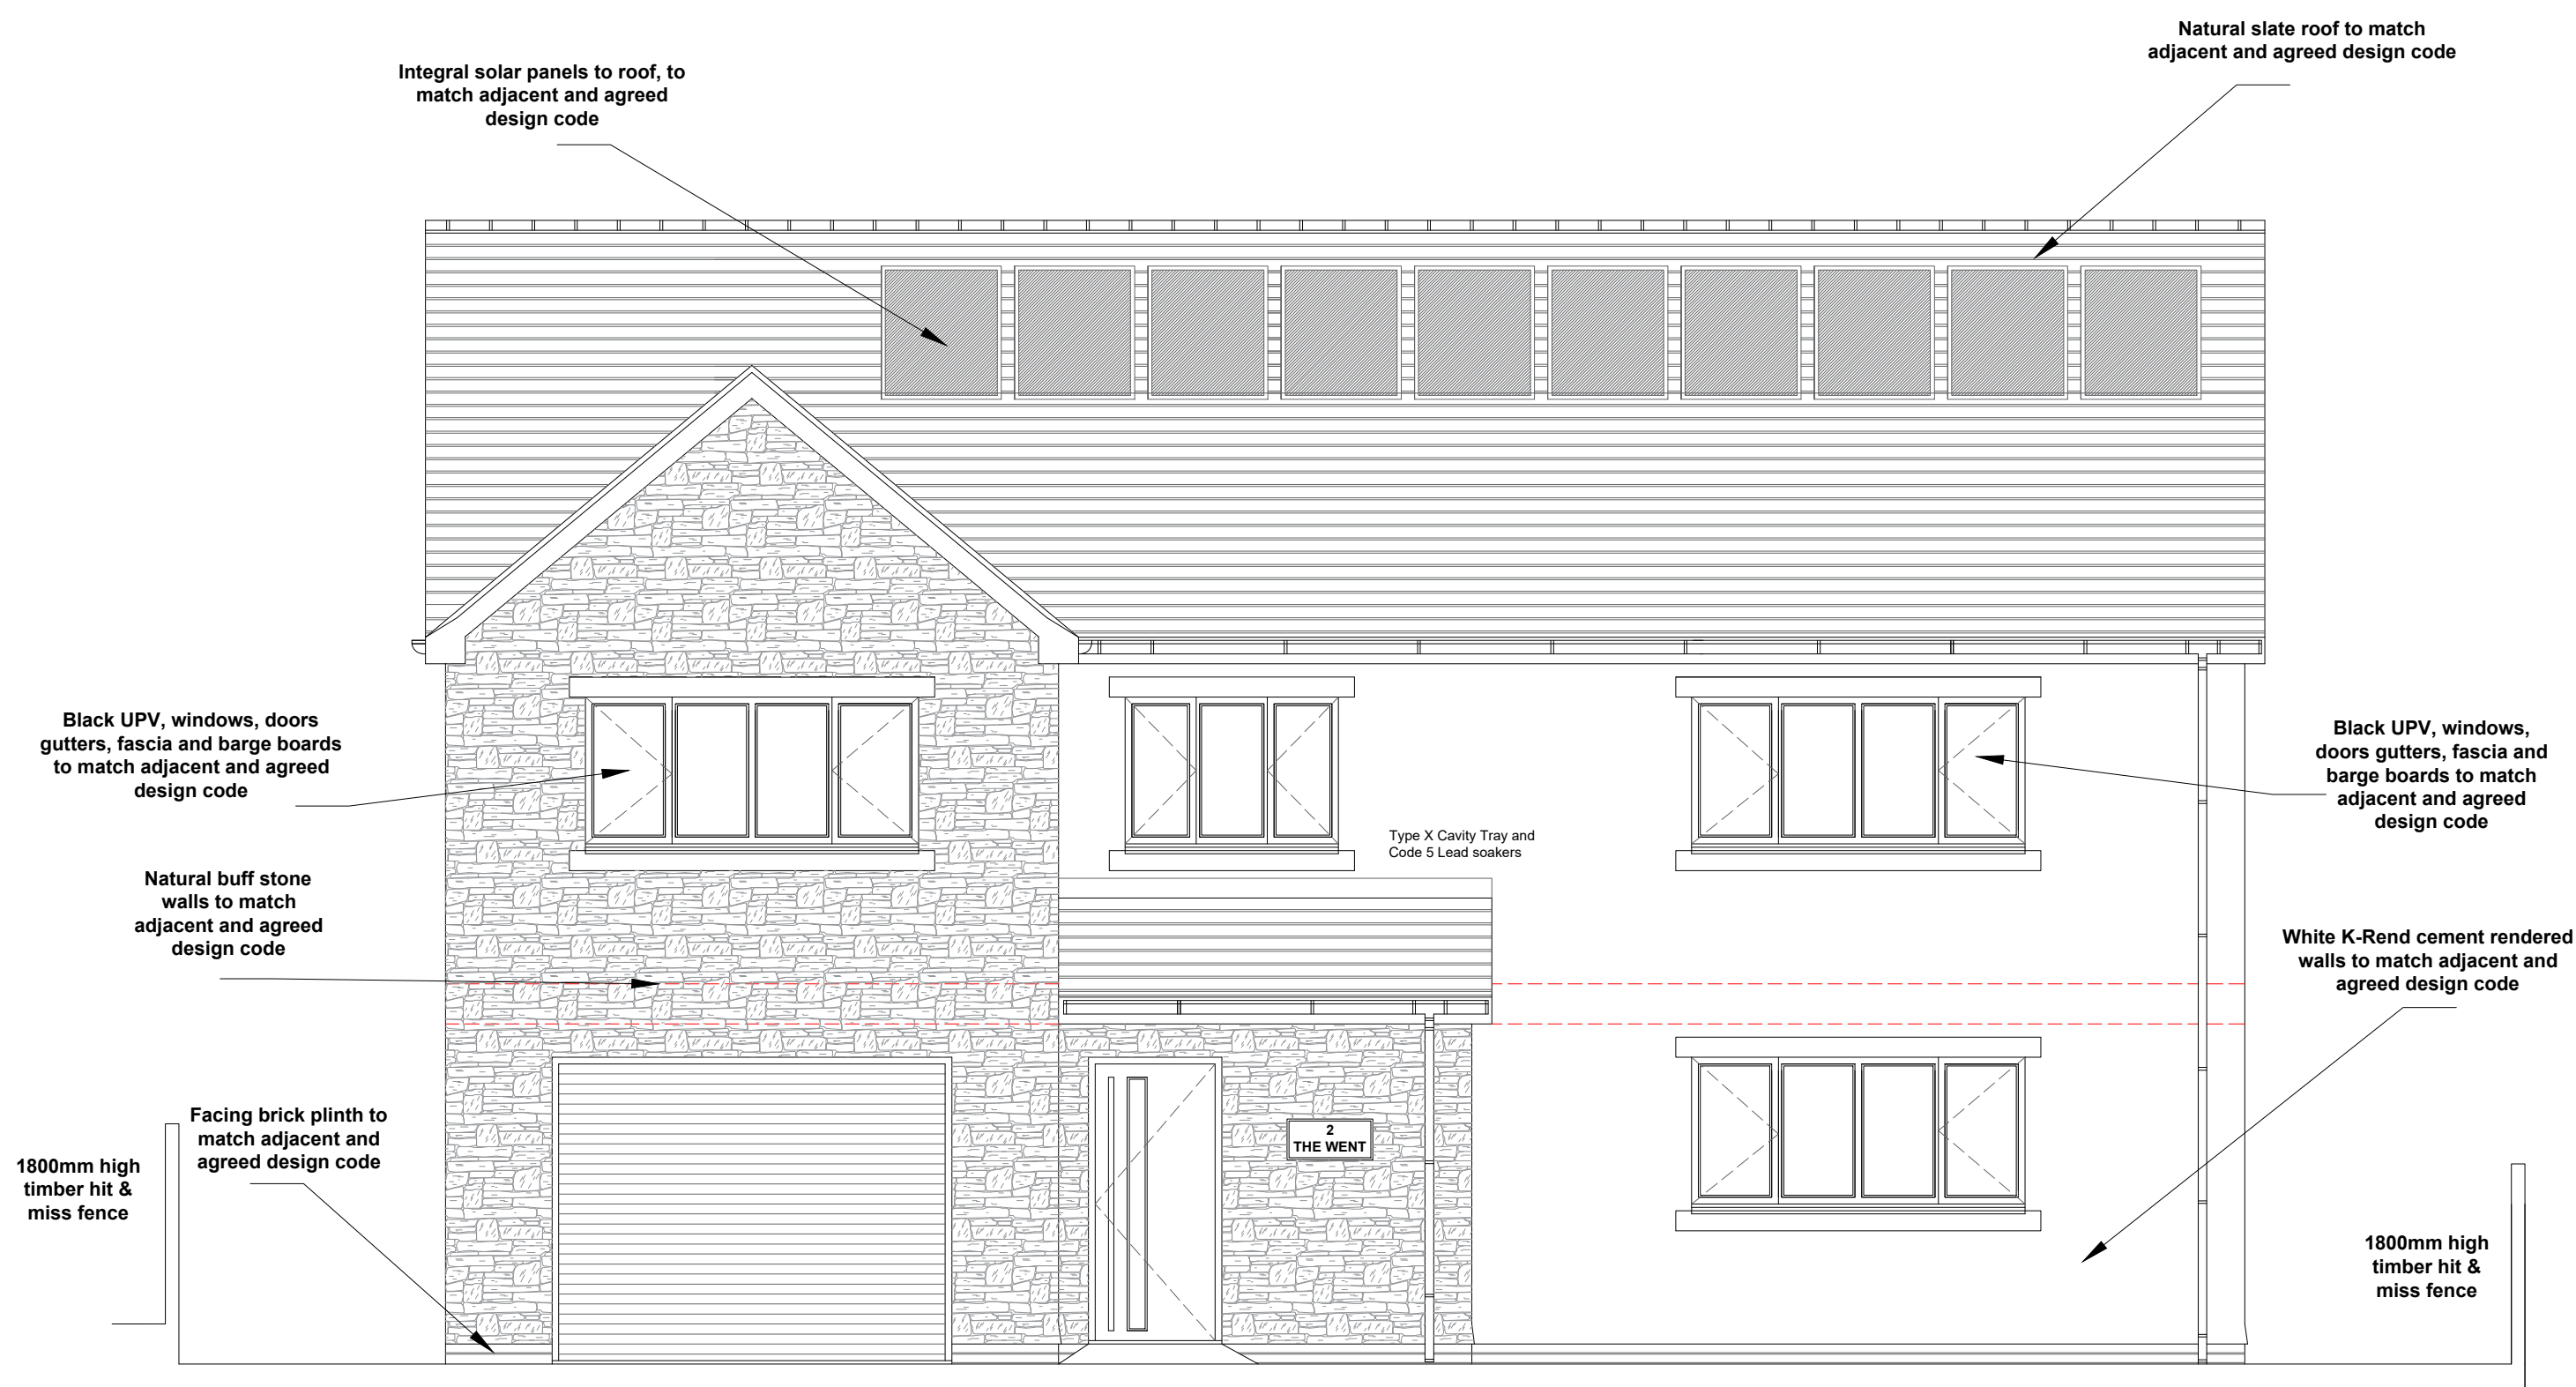 Natural slate roof to match
adjacent and agreed design code
Integral solar panels to roof, to
match adjacent and agreed
design code
Black UPV, windows, doors
gutters, fascia and barge boards
to match adjacent and agreed
design code
Black UPV, windows,
doors gutters, fascia and
barge boards to match
adjacent and agreed
design code
Type X Cavity Tray and
Code 5 Lead soakers
Natural buff stone
walls to match
adjacent and agreed
design code
White K-Rend cement rendered
walls to match adjacent and
agreed design code
Facing brick plinth to
match adjacent and
agreed design code
2
THE WENT
1800mm high
timber hit &
miss fence
1800mm high
timber hit &
miss fence